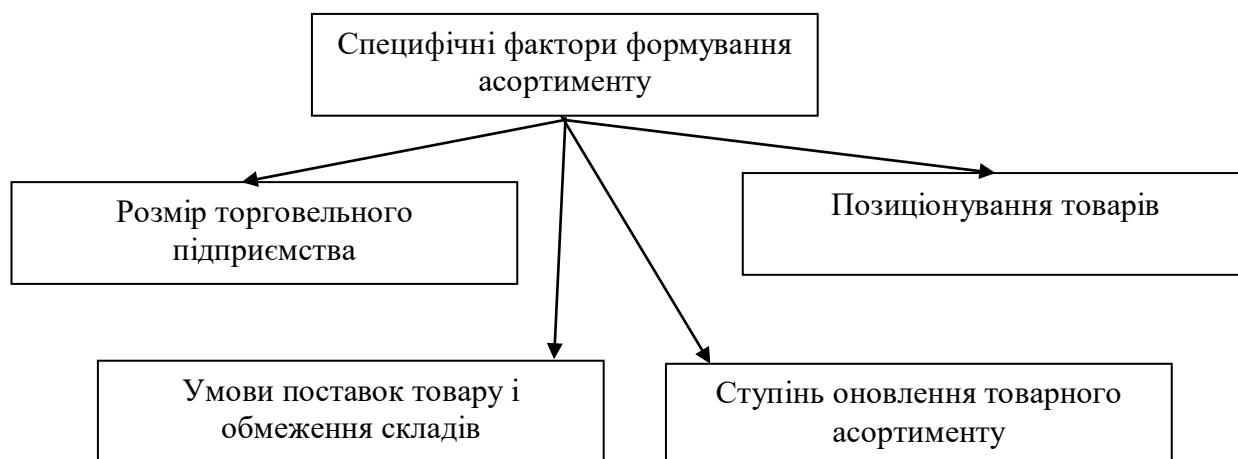 Специфічні фактори формування
асортименту
Розмір торговельного
підприємства
Позиціонування товарів
Умови поставок товару і
обмеження складів
Ступінь оновлення товарного
асортименту